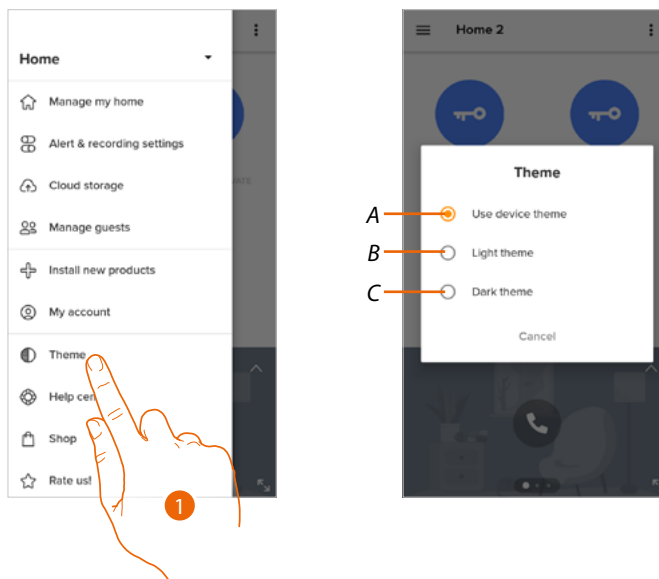 Home
Manage my home
Alert & recording settings
Cloud storage
Manage guests
Install new products
My account
Theme
Help cen
Shop
Rate us!
1
Home 2
Theme
A
Use device theme
B
Light theme
C
Dark theme
Cancel